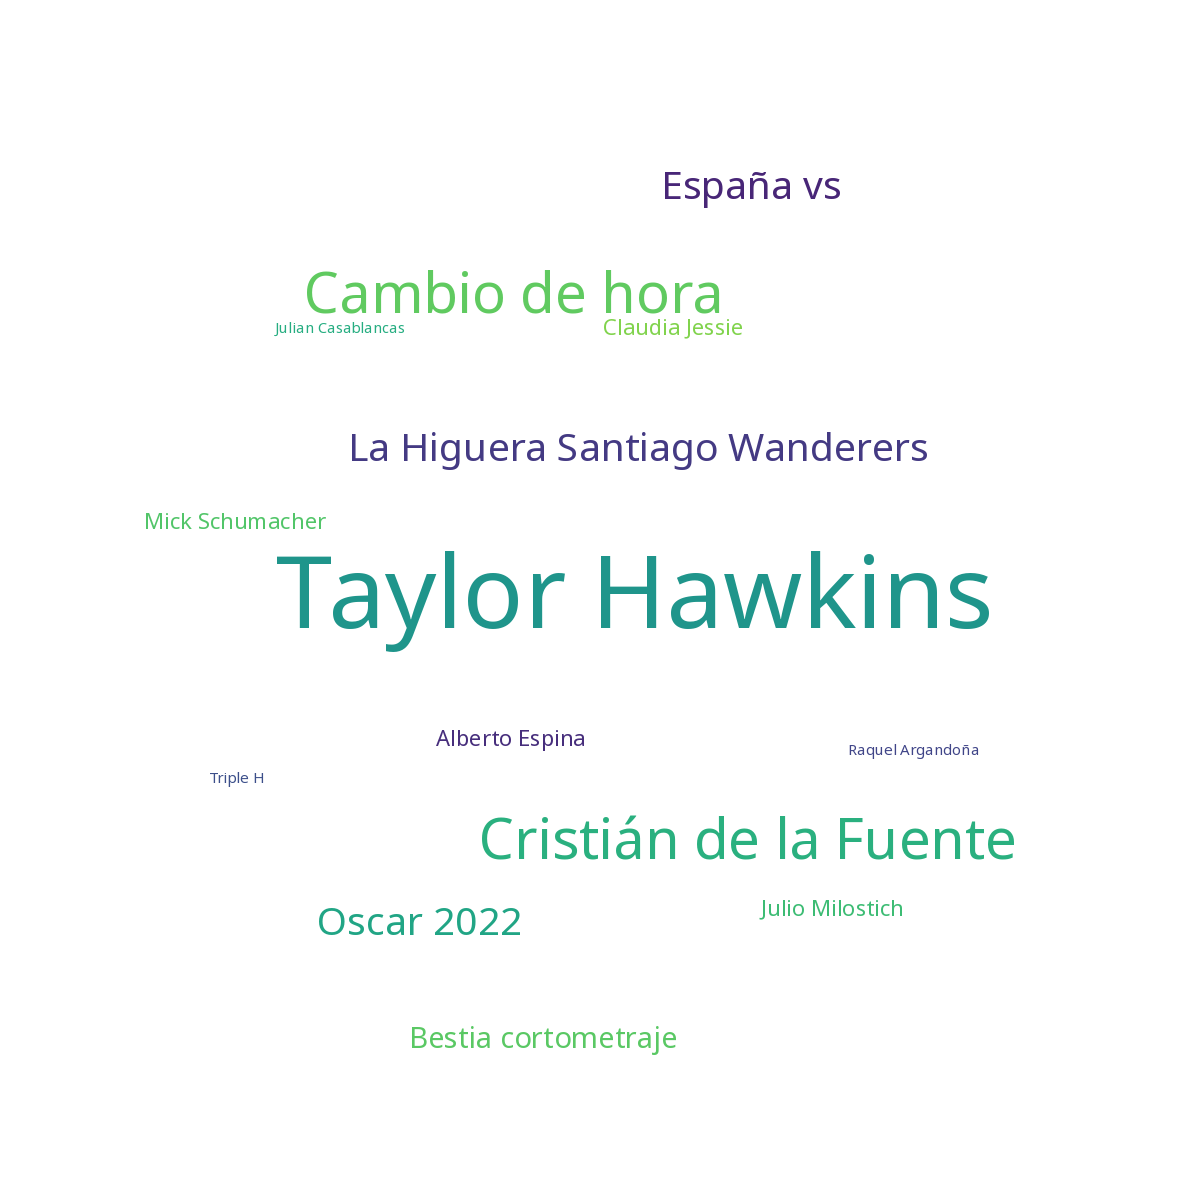 España vs
Cambio de hora
Julian Casablancas
Claudia Jessie
La Higuera Santiago Wanderers
Mick Schumacher
Taylor Hawkins
Alberto Espina
Raquel Argandoña
Triple H
Cristián de la Fuente
Julio Milostich
Oscar 2022
Bestia cortometraje